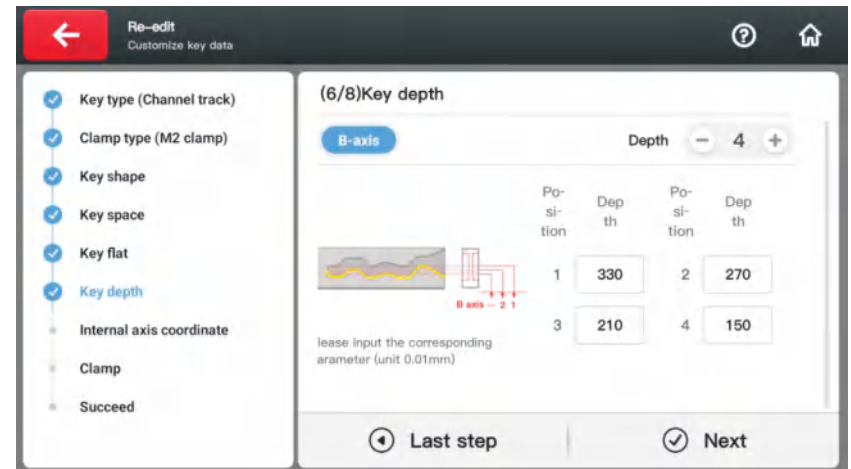 Re-edit
Customize key data
Key type (Channel track)
Clamp type (M2 clamp)
Key shape
Key space
Key flat
Key depth
Internal axis coordinate
Clamp
Succeed
(6/8)Key depth
B-axis
Depth - 4 +
Po-
si-
tion
Dep
th
Po-
si-
tion
Dep
th
1 330 2 270
3 210 4 150
B axis -- 2 1
lease input the corresponding
arameter (unit 0.01mm)
Last step
Next